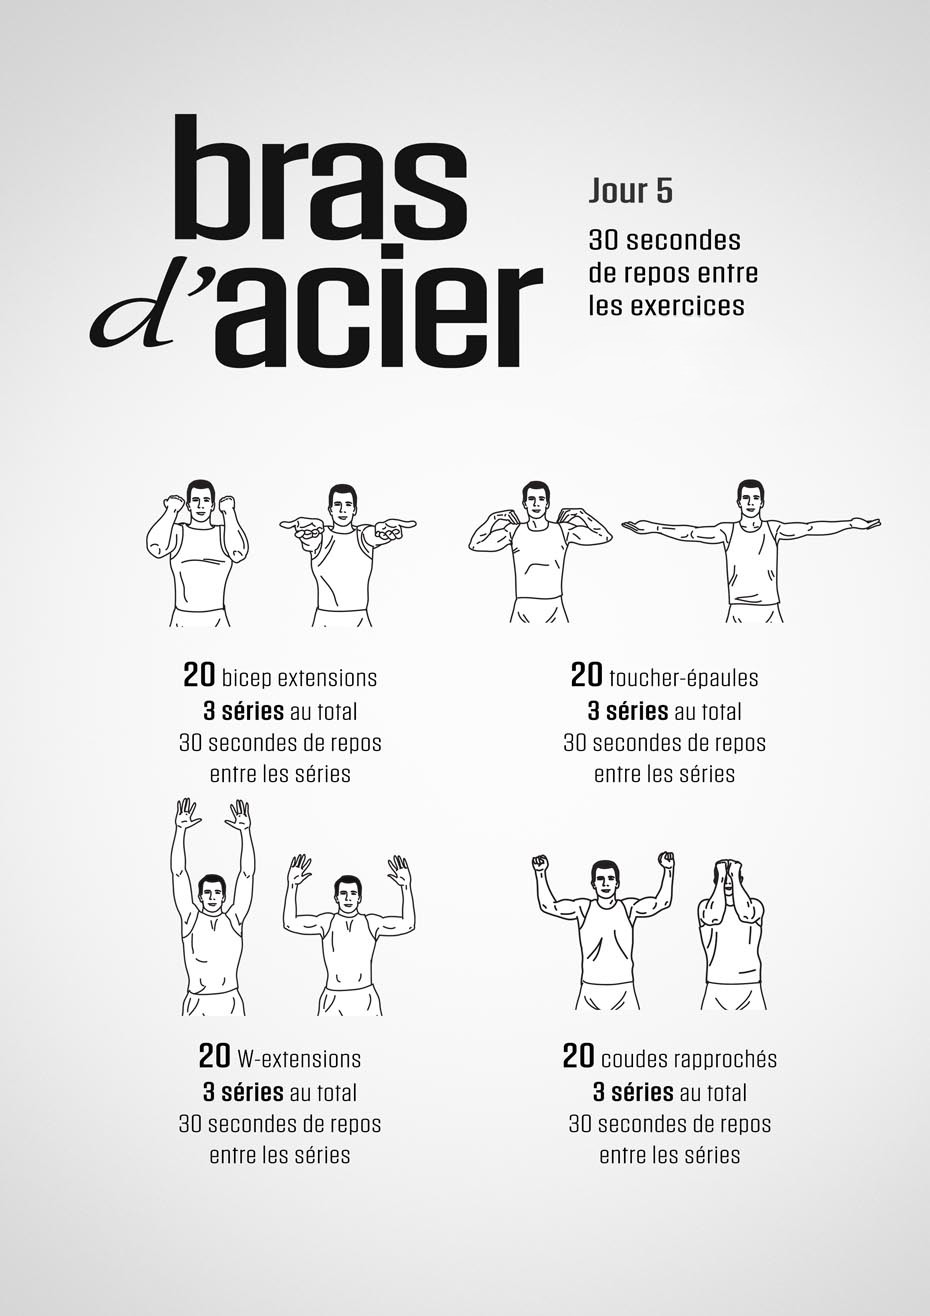 bras
d'acier
Jour 5
30 secondes
de repos entre
les exercices
20 bicep extensions
3 séries au total
30 secondes de repos
entre les séries
20 toucher-épaules
3 séries au total
30 secondes de repos
entre les séries
20 W-extensions
3 séries au total
30 secondes de repos
entre les séries
20 coudes rapprochés
3 séries au total
30 secondes de repos
entre les séries